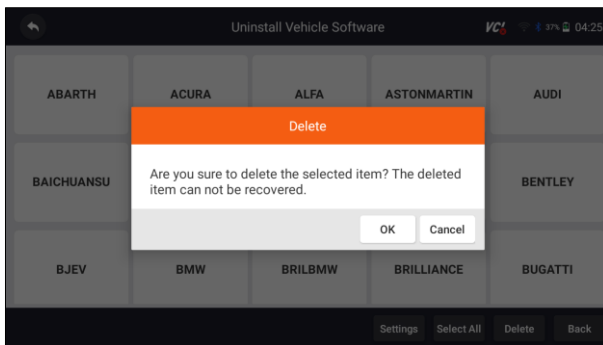 Uninstall Vehicle Software VCI 37% 04:25
ABARTH ACURA ALFA ASTONMARTIN AUDI
Delete
Are you sure to delete the selected item? The deleted
item can not be recovered.
BAICHUANSU BENTLEY
OK Cancel
BJEV BMW BRILBMW BRILLIANCE BUGATTI
Settings Select All Delete Back